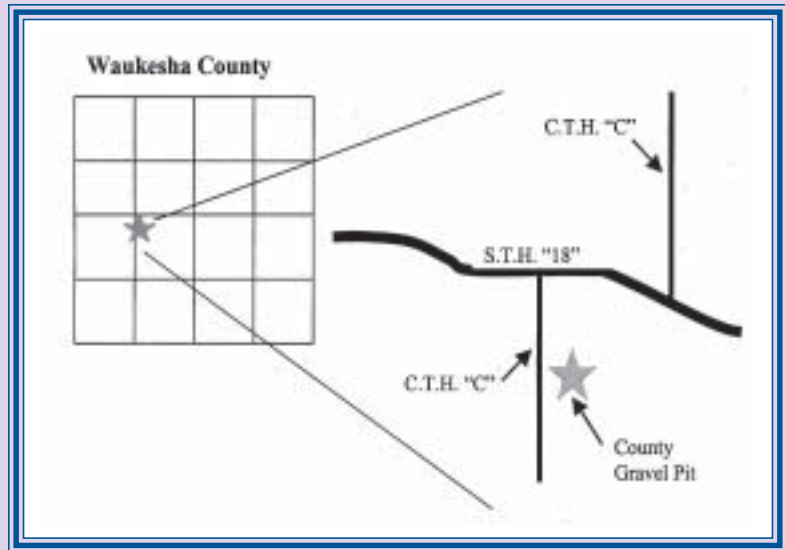 Waukesha County
C.T.H. "C"
S.T.H. "18"
C.T.H. "C"
County
Gravel Pit